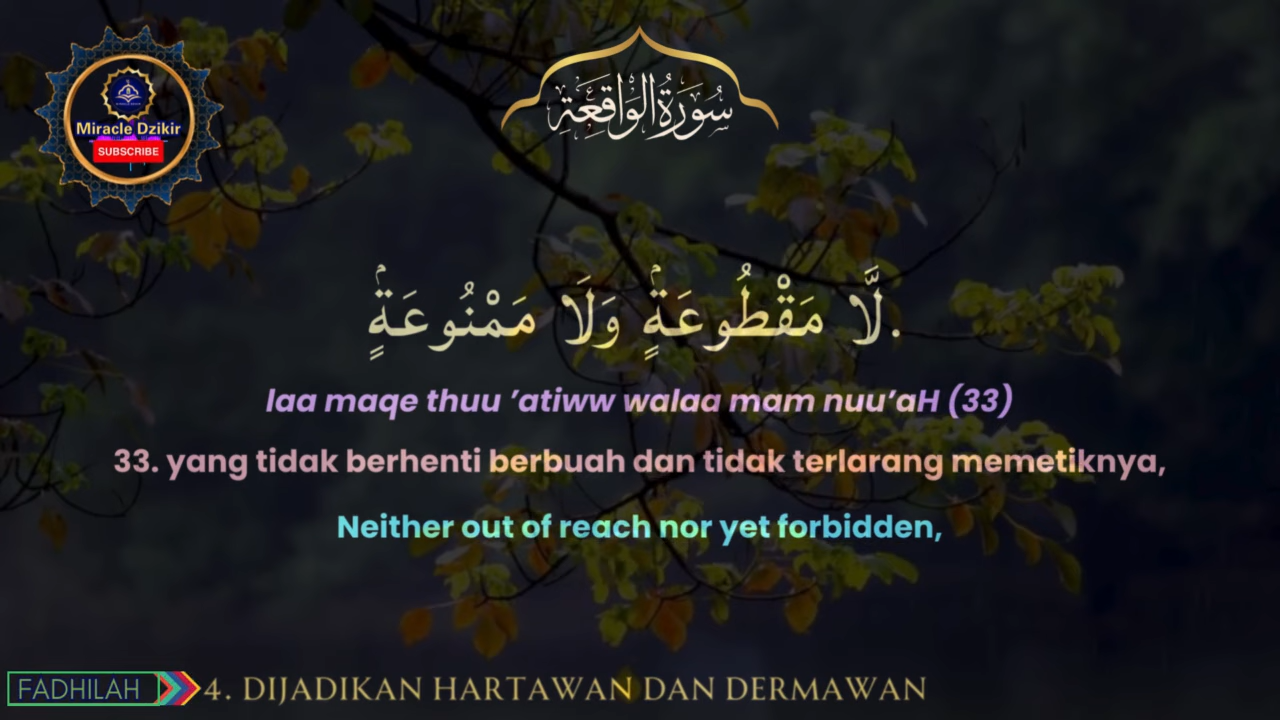 سُورَةُ الوَاقِعَةِ
Miracle Dzikir
SUBSCRIBE
لَّا مَقْطُوعَةٍۢ وَلَا مَمْنُوعَةٍۢ.
laa maqe thuu ’atiww walaa mam nuu’aH (33)
33. yang tidak berhenti berbuah dan tidak terlarang memetiknya,
Neither out of reach nor yet forbidden,
FADHILAH
4. DIJADIKAN HARTAWAN DAN DERMAWAN